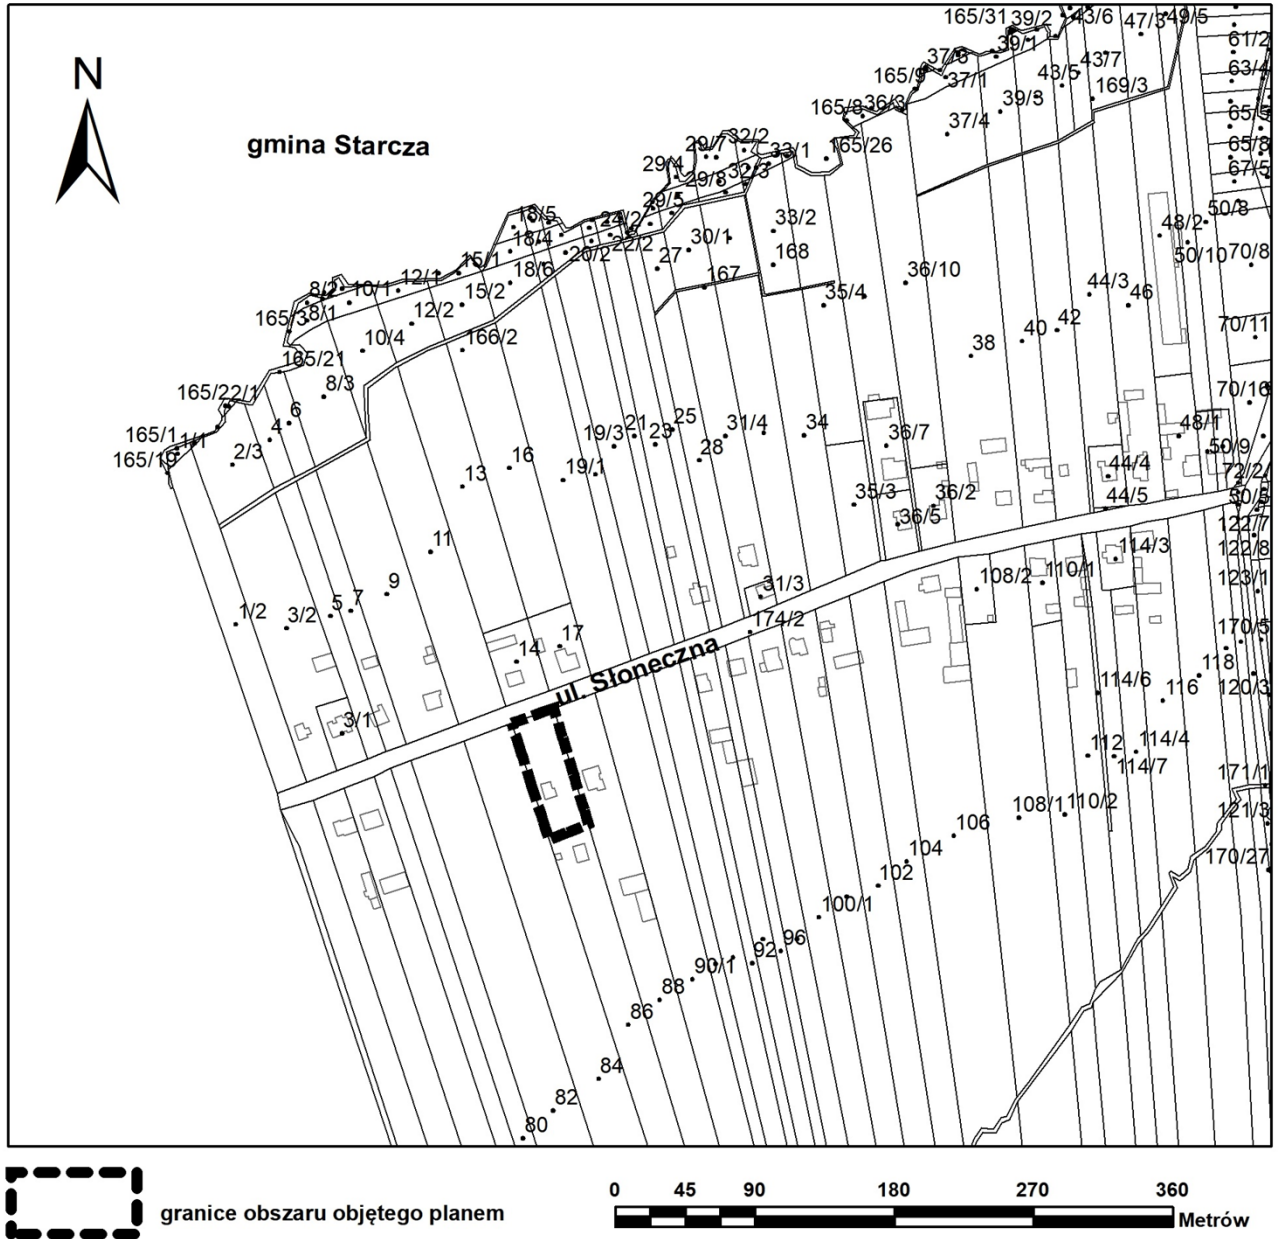 165/31 39/2 43/6 47/3 49/5
61/2
37/6 39/1
165/9 37/1 43/5 43/7 63/4
169/3
165/8 36/3 39/3 65/5
37/4
N
gmina Starcza
29/7 32/2 33/1 165/26 65/8
29/4 29/8 32/3 67/5
29/5
18/5 24/2 33/2 48/2 50/8
18/4 20/2 22/2 30/1
15/1 18/6 27 168 50/10 70/8
8/2 10/1 12/1 167 36/10
165/3 8/1 12/2 15/2 35/4 44/3 46
10/4 166/2 38 40 42 70/11
165/21
165/22/1 8/3 70/16
6
165/1 1/1 4 19/3 21 23 25 31/4 34 36/7 48/1
165/19 2/3 28 50/9
13 16 19/1 44/4 72/2
35/3 36/2 44/5 30/5
36/5 122/7
11 114/3 122/8
9 31/3 108/2 110/1 123/1
1/2 3/2 5 7 174/2 170/5
14 17 118
ul. Słoneczna
114/6 116 120/3
3/1
112 114/4
114/7 171/1
108/1 110/2 121/3
106
104 170/27
102
100/1
96
92
90/1
88
86
84
82
80
granice obszaru objętego planem
0 45 90 180 270 360
Metrów